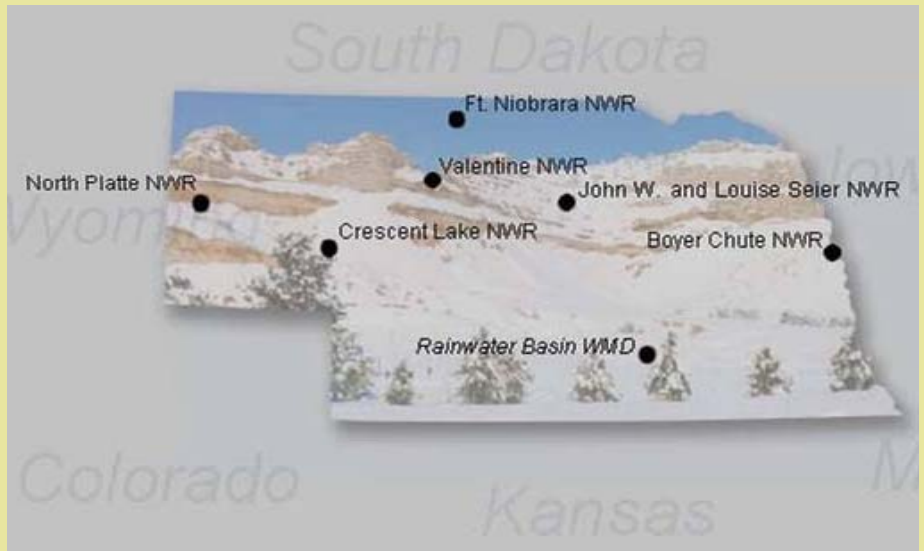 South Dakota
Ft. Niobrara NWR
Valentine NWR
North Platte NWR
John W. and Louise Seier NWR
Wyoming
Crescent Lake NWR
Boyer Chute NWR
Rainwater Basin WMD
Colorado
Kansas